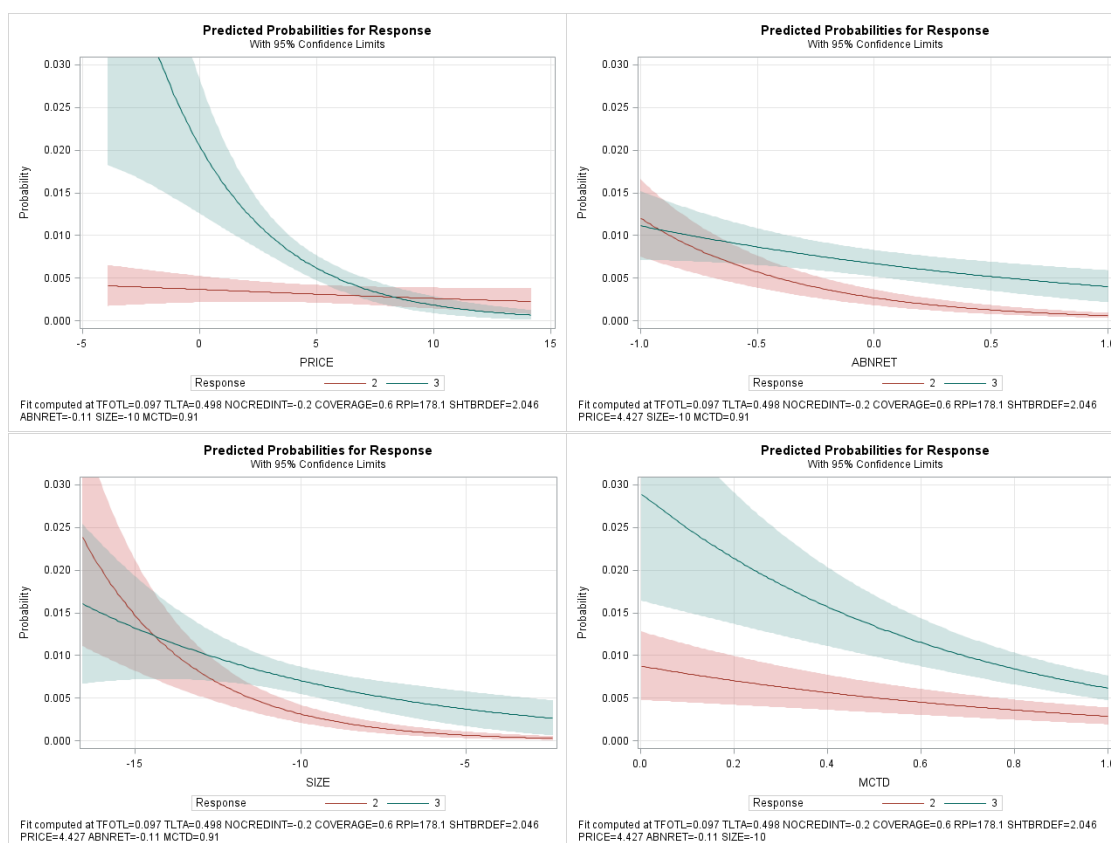 Predicted Probabilities for Response
With 95% Confidence Limits
0.030
0.025
0.020
0.015
0.010
0.005
0.000
Probability
-5
0
5
10
15
PRICE
Response 2 3
Fit computed at TFOTL=0.097 TLTA=0.498 NOCREDINT=-0.2 COVERAGE=0.6 RPI=178.1 SHTBRDEF=2.046
ABNRET=-0.11 SIZE=-10 MCTD=0.91
Predicted Probabilities for Response
With 95% Confidence Limits
0.030
0.025
0.020
0.015
0.010
0.005
0.000
Probability
-1.0
-0.5
0.0
0.5
1.0
ABNRET
Response 2 3
Fit computed at TFOTL=0.097 TLTA=0.498 NOCREDINT=-0.2 COVERAGE=0.6 RPI=178.1 SHTBRDEF=2.046
PRICE=4.427 SIZE=-10 MCTD=0.91
Predicted Probabilities for Response
With 95% Confidence Limits
0.030
0.025
0.020
0.015
0.010
0.005
0.000
Probability
-15
-10
-5
SIZE
Response 2 3
Fit computed at TFOTL=0.097 TLTA=0.498 NOCREDINT=-0.2 COVERAGE=0.6 RPI=178.1 SHTBRDEF=2.046
PRICE=4.427 ABNRET=-0.11 MCTD=0.91
Predicted Probabilities for Response
With 95% Confidence Limits
0.030
0.025
0.020
0.015
0.010
0.005
0.000
Probability
0.0
0.2
0.4
0.6
0.8
1.0
MCTD
Response 2 3
Fit computed at TFOTL=0.097 TLTA=0.498 NOCREDINT=-0.2 COVERAGE=0.6 RPI=178.1 SHTBRDEF=2.046
PRICE=4.427 ABNRET=-0.11 SIZE=-10